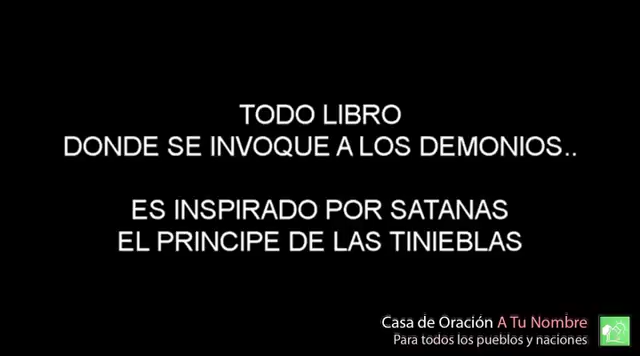 TODO LIBRO
DONDE SE INVOQUE A LOS DEMONIOS..
ES INSPIRADO POR SATANAS
EL PRINCIPE DE LAS TINIEBLAS
Casa de Oración A Tu Nombre
Para todos los pueblos y naciones